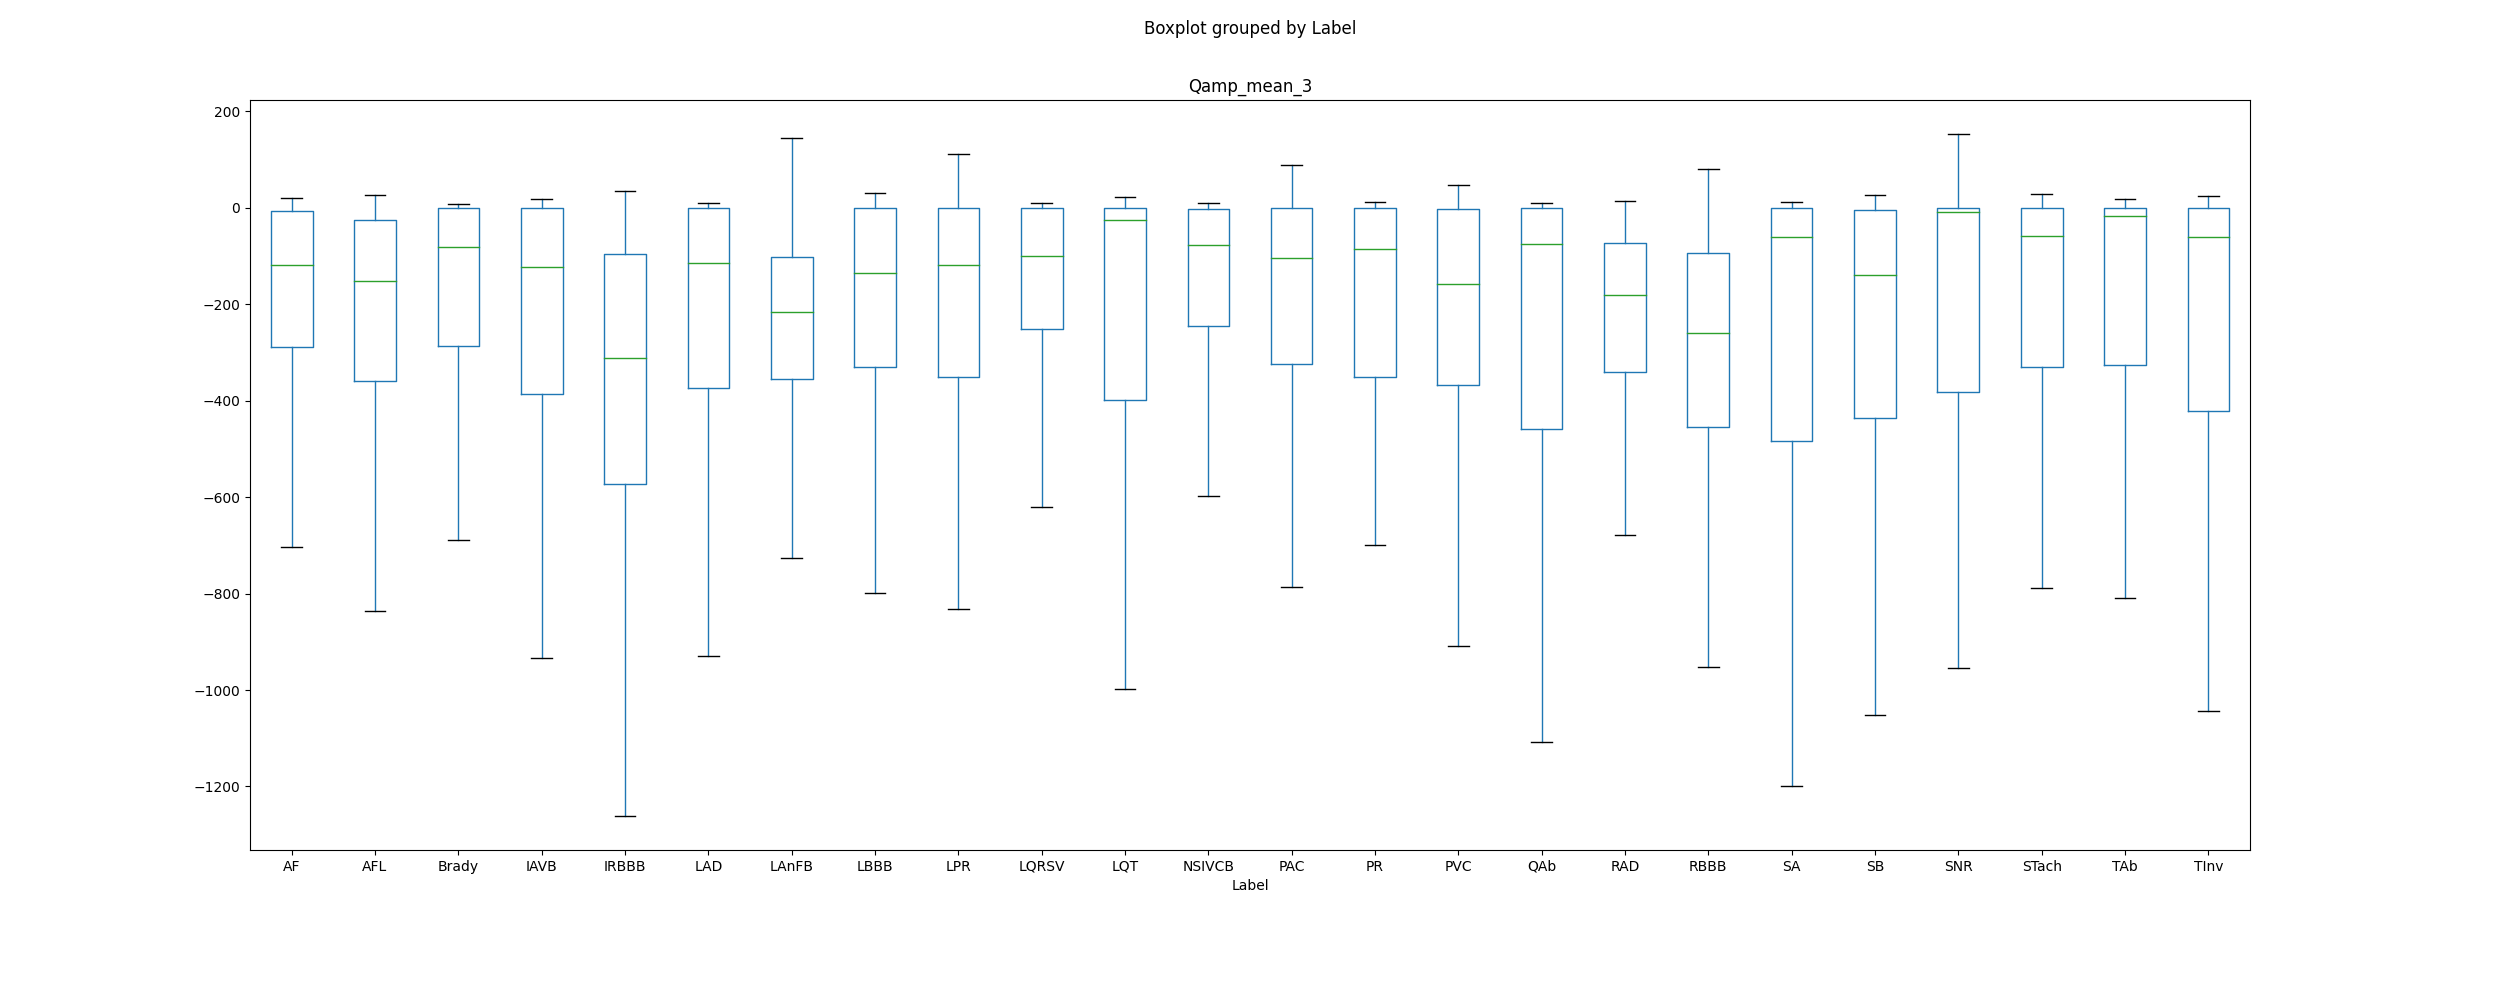 Boxplot grouped by Label
Qamp_mean_3
200
0
−200
−400
−600
−800
−1000
−1200
AF AFL Brady IAVB IRBBB LAD LAnFB LBBB LPR LQRSV LQT NSIVCB PAC PR PVC QAb RAD RBBB SA SB SNR STach TAb TInv
Label